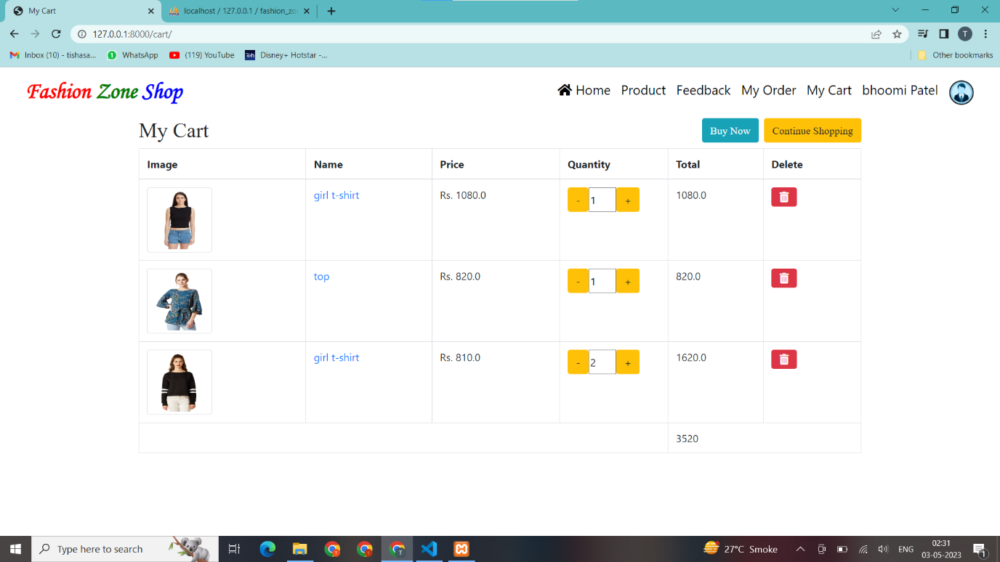 My Cart
localhost / 127.0.0.1 / fashion_zo
127.0.0.1:8000/cart/
T
Inbox (10) - tishasa...
WhatsApp
(119) YouTube
Disney+ Hotstar -...
Other bookmarks
Fashion Zone Shop
Home Product Feedback My Order My Cart bhoomi Patel
My Cart
Buy Now
Continue Shopping
Image Name Price Quantity Total Delete
girl t-shirt Rs. 1080.0 - 1 + 1080.0
top Rs. 820.0 - 1 + 820.0
girl t-shirt Rs. 810.0 - 2 + 1620.0
3520
Type here to search
27°C Smoke
ENG
02:31
03-05-2023
1